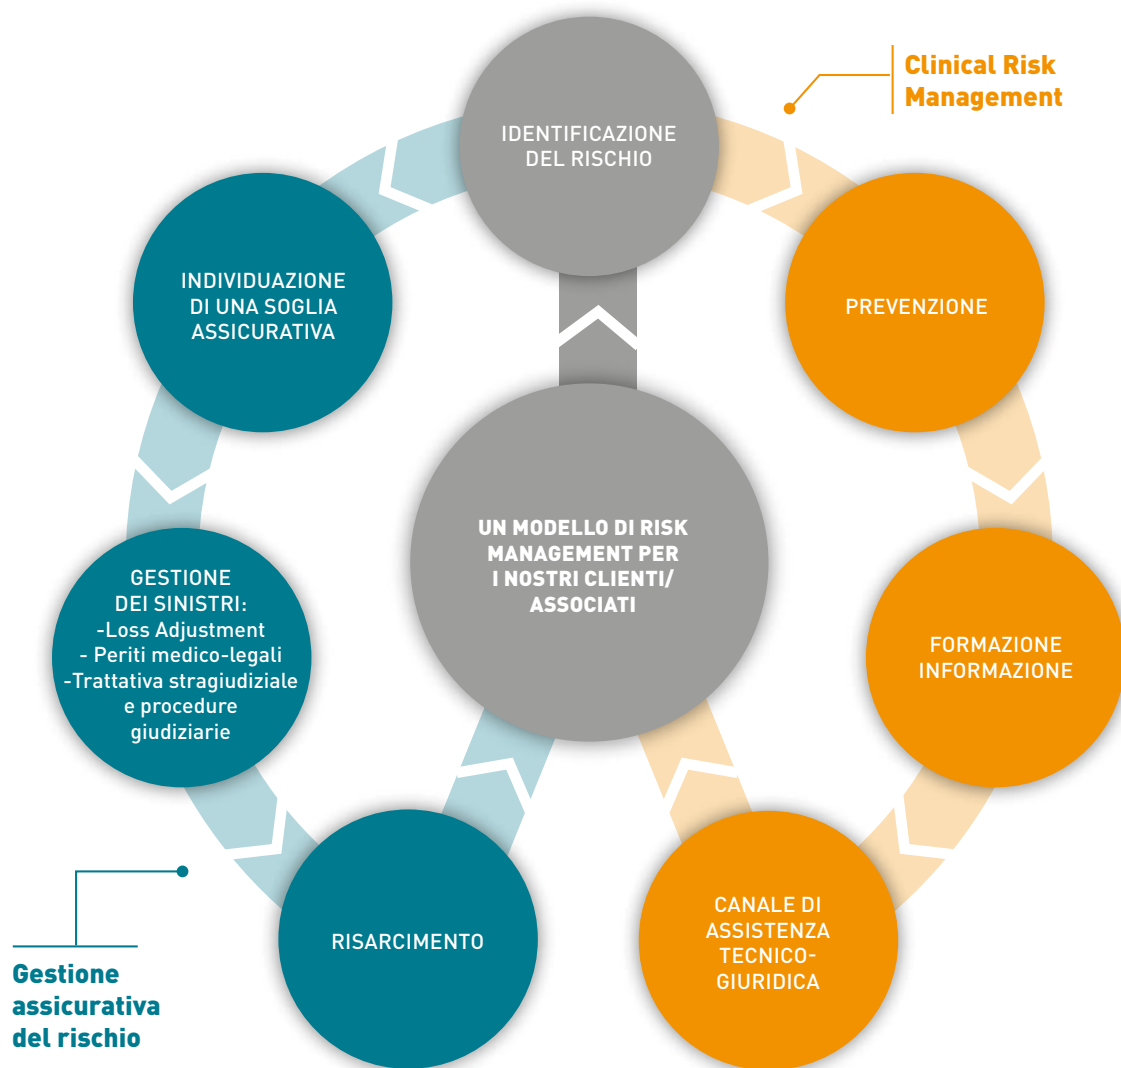 Clinical Risk
Management
IDENTIFICAZIONE
DEL RISCHIO
INDIVIDUAZIONE
DI UNA SOGLIA
ASSICURATIVA
PREVENZIONE
UN MODELLO DI RISK
MANAGEMENT PER
I NOSTRI CLIENTI/
ASSOCIATI
GESTIONE
DEI SINISTRI:
-Loss Adjustment
- Periti medico-legali
-Trattativa stragiudiziale
e procedure
giudiziarie
FORMAZIONE
INFORMAZIONE
RISARCIMENTO
CANALE DI
ASSISTENZA
TECNICO-
GIURIDICA
Gestione
assicurativa
del rischio